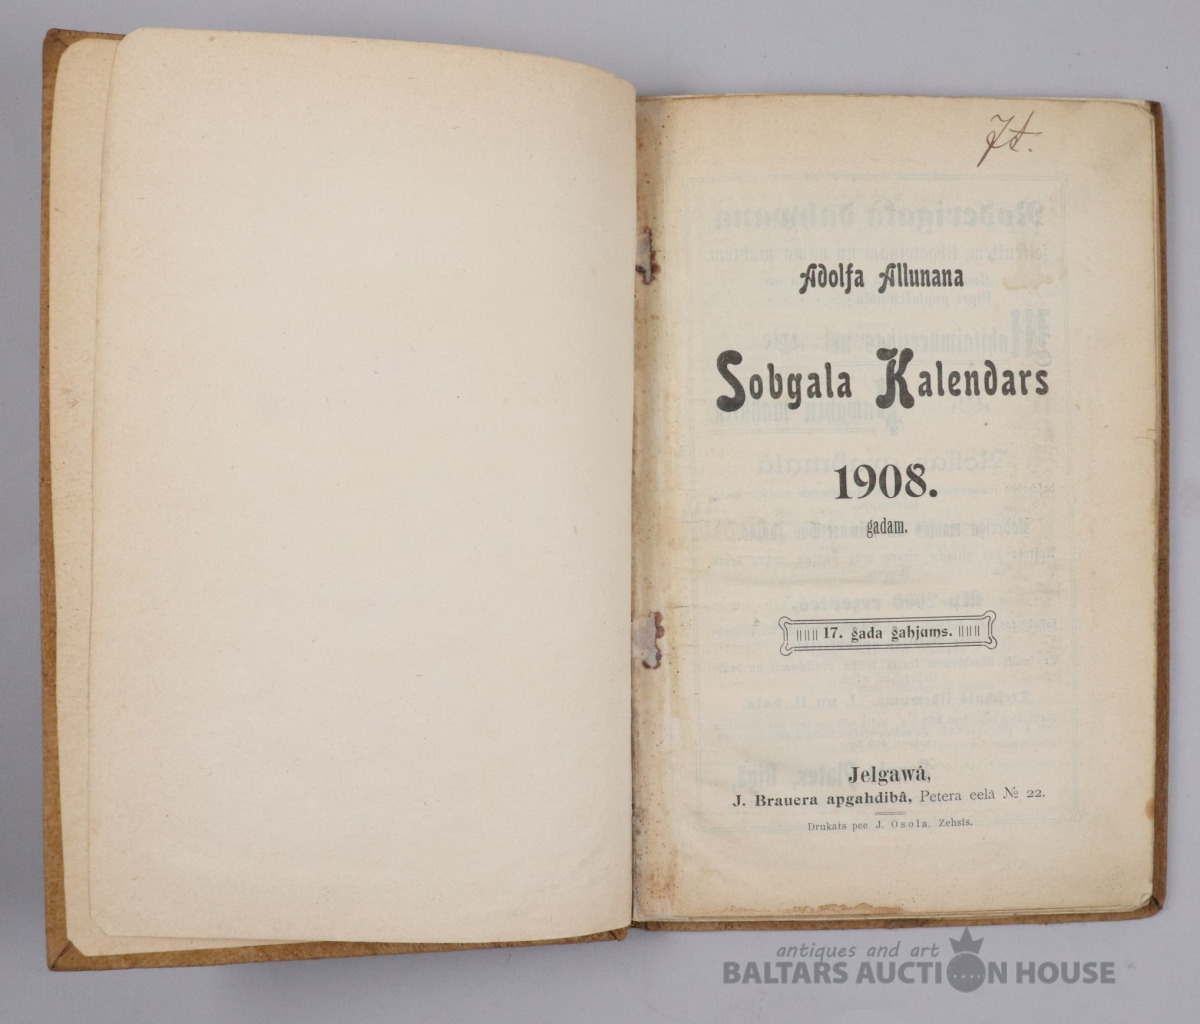 Adolfa Allunana
Sobgala Kalendars
1908.
gadam.
17. gada gahjums.
Jelgawâ,
J. Brauera apgahdibâ, Petera eelâ № 22.
Drukats pee J. Osola, Zehsis.
antiques and art
BALTARS AUCTION HOUSE